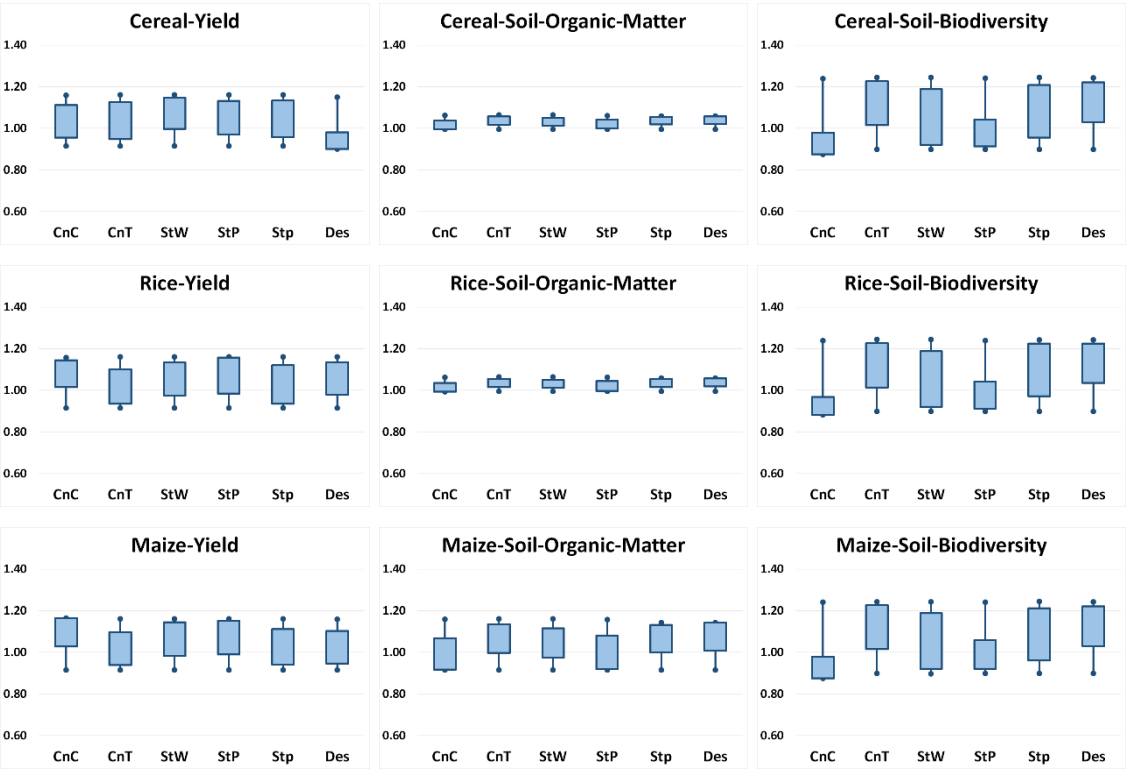 Cereal-Yield
1.40
1.20
1.00
0.80
0.60
CnC CnT StW StP Stp Des
Cereal-Soil-Organic-Matter
1.40
1.20
1.00
0.80
0.60
CnC CnT StW StP Stp Des
Cereal-Soil-Biodiversity
1.40
1.20
1.00
0.80
0.60
CnC CnT StW StP Stp Des
Rice-Yield
1.40
1.20
1.00
0.80
0.60
CnC CnT StW StP Stp Des
Rice-Soil-Organic-Matter
1.40
1.20
1.00
0.80
0.60
CnC CnT StW StP Stp Des
Rice-Soil-Biodiversity
1.40
1.20
1.00
0.80
0.60
CnC CnT StW StP Stp Des
Maize-Yield
1.40
1.20
1.00
0.80
0.60
CnC CnT StW StP Stp Des
Maize-Soil-Organic-Matter
1.40
1.20
1.00
0.80
0.60
CnC CnT StW StP Stp Des
Maize-Soil-Biodiversity
1.40
1.20
1.00
0.80
0.60
CnC CnT StW StP Stp Des